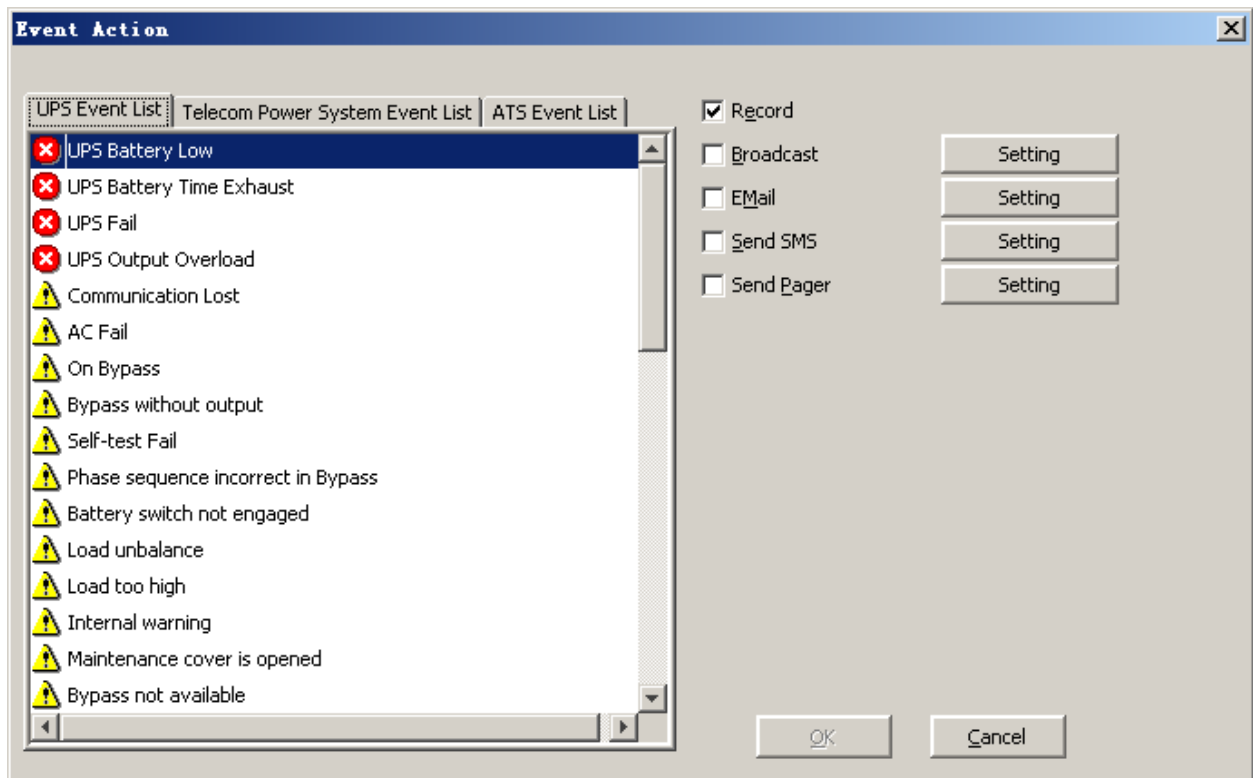 Event Action
UPS Event List
Telecom Power System Event List
ATS Event List
UPS Battery Low
UPS Battery Time Exhaust
UPS Fail
UPS Output Overload
Communication Lost
AC Fail
On Bypass
Bypass without output
Self-test Fail
Phase sequence incorrect in Bypass
Battery switch not engaged
Load unbalance
Load too high
Internal warning
Maintenance cover is opened
Bypass not available
Record
Broadcast
Setting
EMail
Setting
Send SMS
Setting
Send Pager
Setting
OK
Cancel